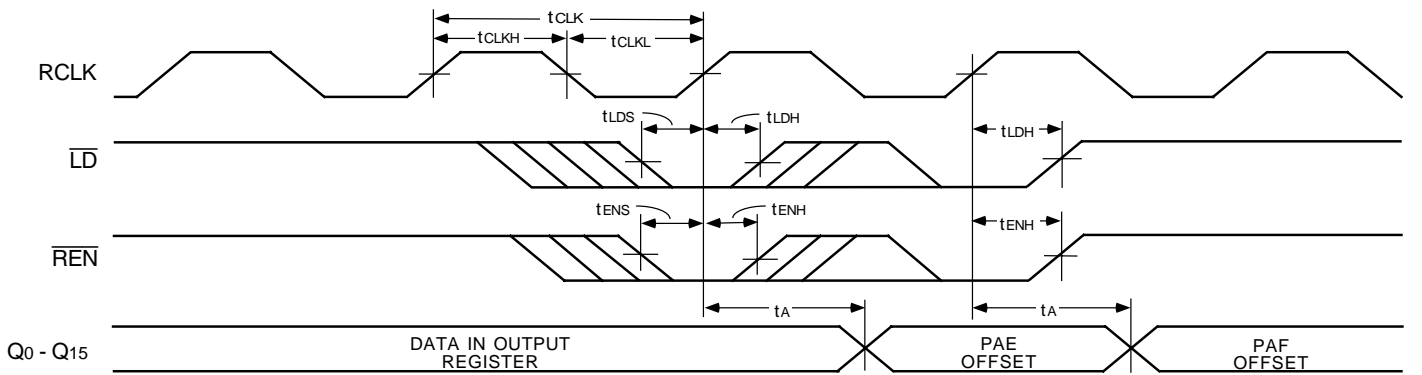 tCLK
tCLKH
tCLKL
RCLK
tLDS
tLDH
tLDH
LD
tENS
tENH
tENH
REN
tA
tA
Q0 - Q15
DATA IN OUTPUT
REGISTER
PAE
OFFSET
PAF
OFFSET